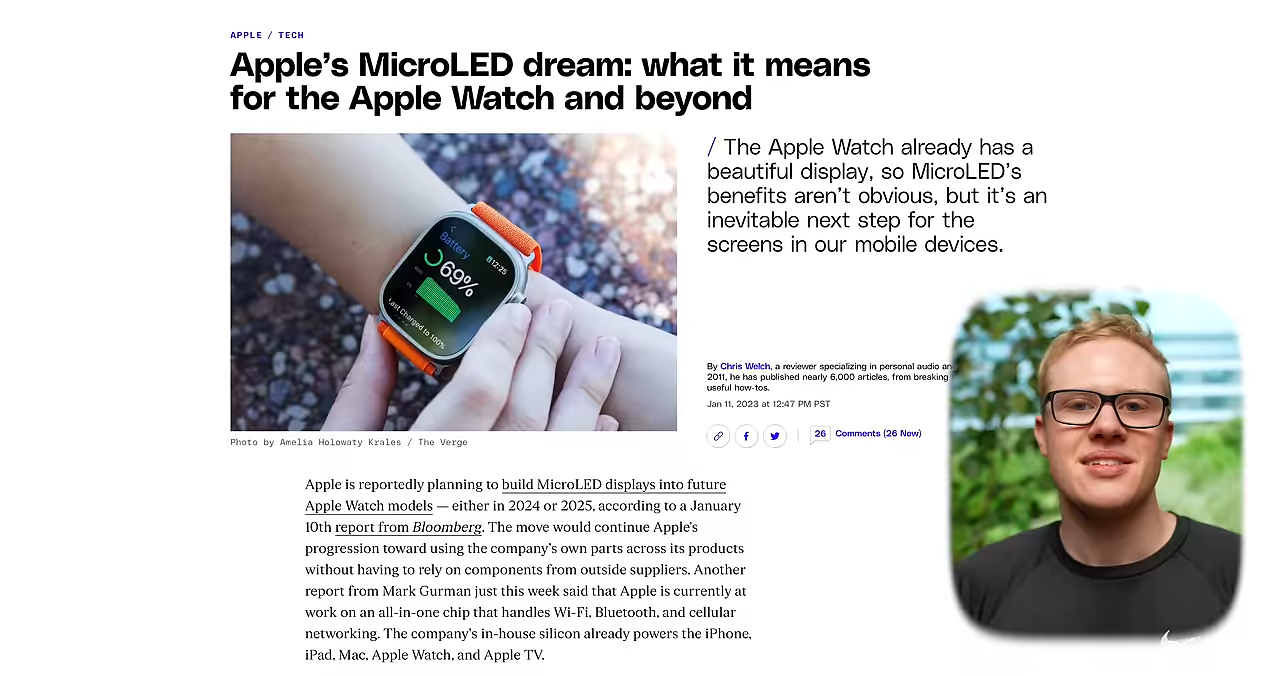 APPLE / TECH
Apple’s MicroLED dream: what it means
for the Apple Watch and beyond
/ The Apple Watch already has a
beautiful display, so MicroLED’s
benefits aren’t obvious, but it’s an
inevitable next step for the
screens in our mobile devices.
Battery
12:25
69%
Last Charged to 100%
By Chris Welch, a reviewer specializing in personal audio
2011, he has published nearly 6,000 articles, from breaking
useful how-tos.
Jan 11, 2023 at 12:47 PM PST
26 Comments (26 New)
Photo by Amelia Holowaty Krales / The Verge
Apple is reportedly planning to build MicroLED displays into future
Apple Watch models — either in 2024 or 2025, according to a January
10th report from Bloomberg. The move would continue Apple’s
progression toward using the company’s own parts across its products
without having to rely on components from outside suppliers. Another
report from Mark Gurman just this week said that Apple is currently at
work on an all-in-one chip that handles Wi-Fi, Bluetooth, and cellular
networking. The company’s in-house silicon already powers the iPhone,
iPad, Mac, Apple Watch, and Apple TV.